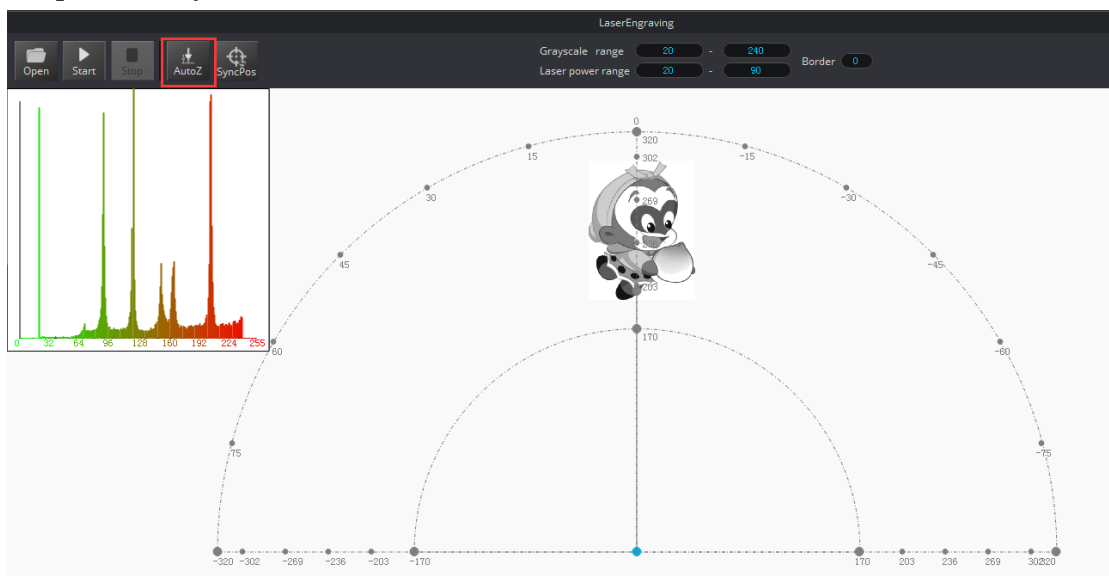 LaserEngraving
Open Start Stop AutoZ SyncPos
Grayscale range 20 - 240
Laser power range 20 - 90
Border 0
0 32 64 96 128 160 192 224 255
0
320
15 -15
302
30 -30
269
236
45 -45
203
60 -60
170
75 -75
-320 -302 -269 -236 -203 -170 170 203 236 269 302 320